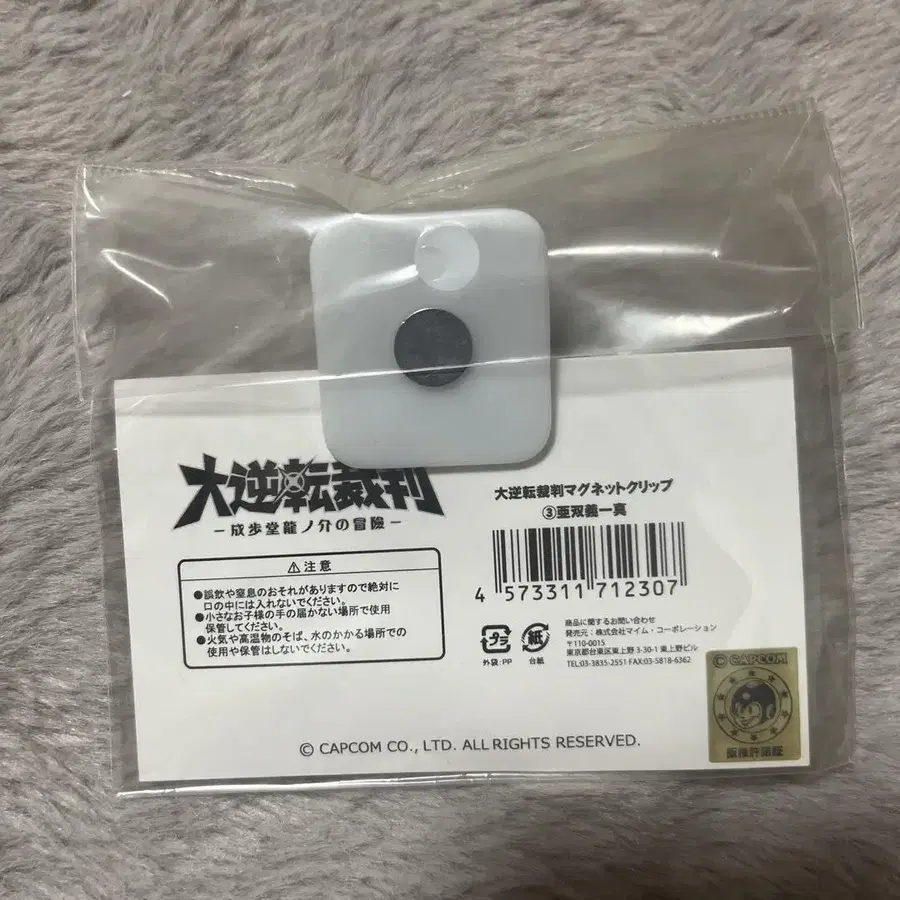 大逆転裁判
－成歩堂龍ノ介の冒險－
⚠注意
●誤飲や窒息のおそれがありますので絶対に
口の中には入れないでください。
●小さなお子様の手の届かない場所で使用
保管してください。
●火気や高温物のそば、水のかかる場所での
使用や保管はしないでください。
大逆転裁判マグネットクリップ
③亜双義一真
4 573311 712307
プラ
外袋:PP
紙
台紙
商品に関するお問い合わせ
発売元:株式会社マイム・コーポレーション
〒110-0015
東京都台東区東上野 3-30-1 東上野ビル
TEL:03-3835-2551 FAX:03-5818-6362
© CAPCOM
版権許諾証
© CAPCOM CO., LTD. ALL RIGHTS RESERVED.